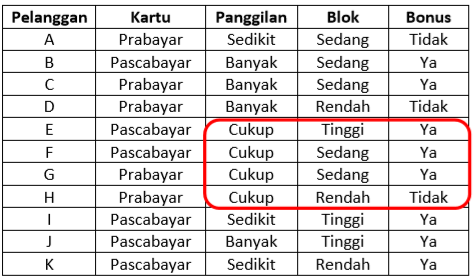 Pelanggan Kartu Panggilan Blok Bonus
A Prabayar Sedikit Sedang Tidak
B Pascabayar Banyak Sedang Ya
C Prabayar Banyak Sedang Ya
D Prabayar Banyak Rendah Tidak
E Pascabayar Cukup Tinggi Ya
F Pascabayar Cukup Sedang Ya
G Prabayar Cukup Sedang Ya
H Prabayar Cukup Rendah Tidak
I Pascabayar Sedikit Tinggi Ya
J Pascabayar Banyak Tinggi Ya
K Pascabayar Sedikit Rendah Ya